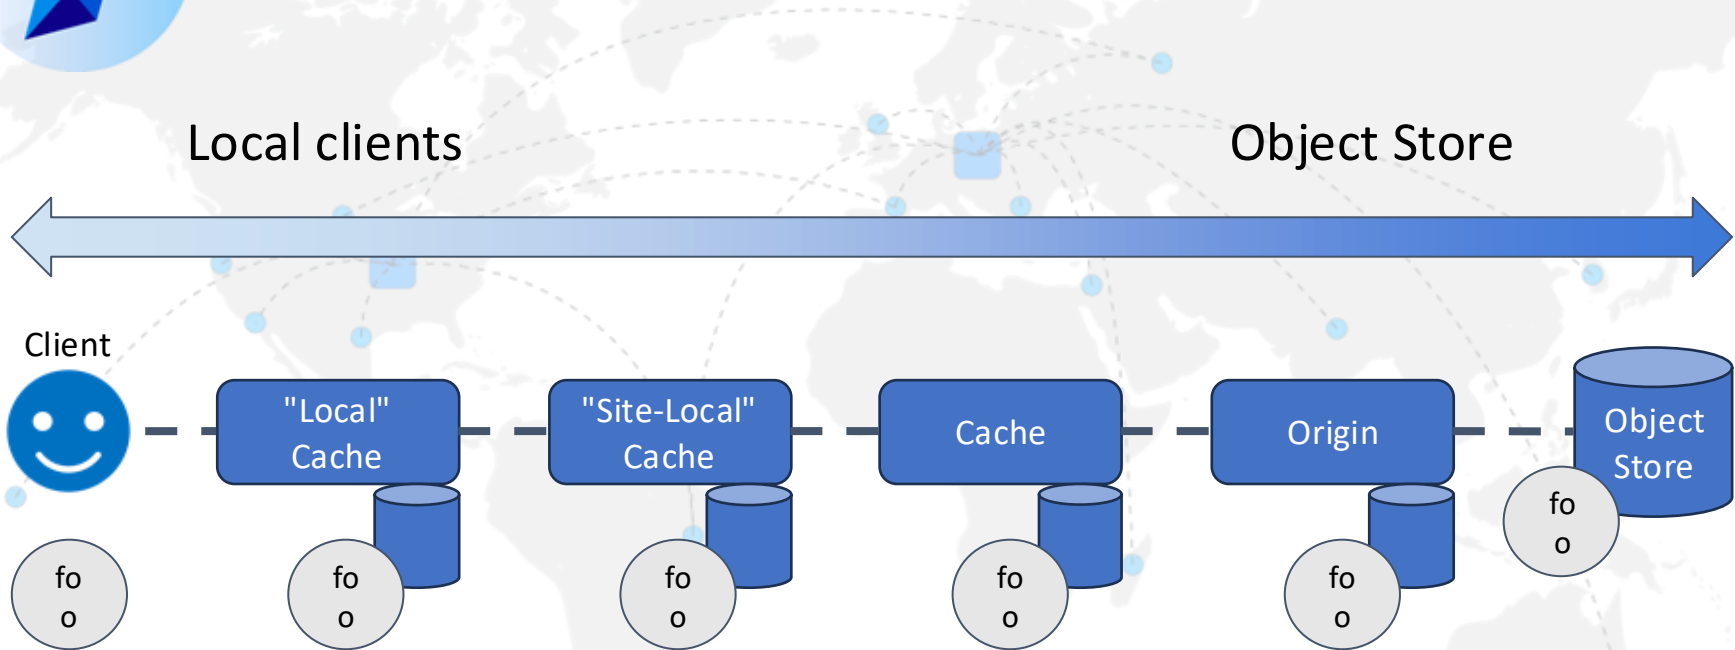 Local clients
Object Store
Client
"Local"
Cache
"Site-Local"
Cache
Cache
Origin
Object
Store
fo
o
fo
o
fo
o
fo
o
fo
o
fo
o